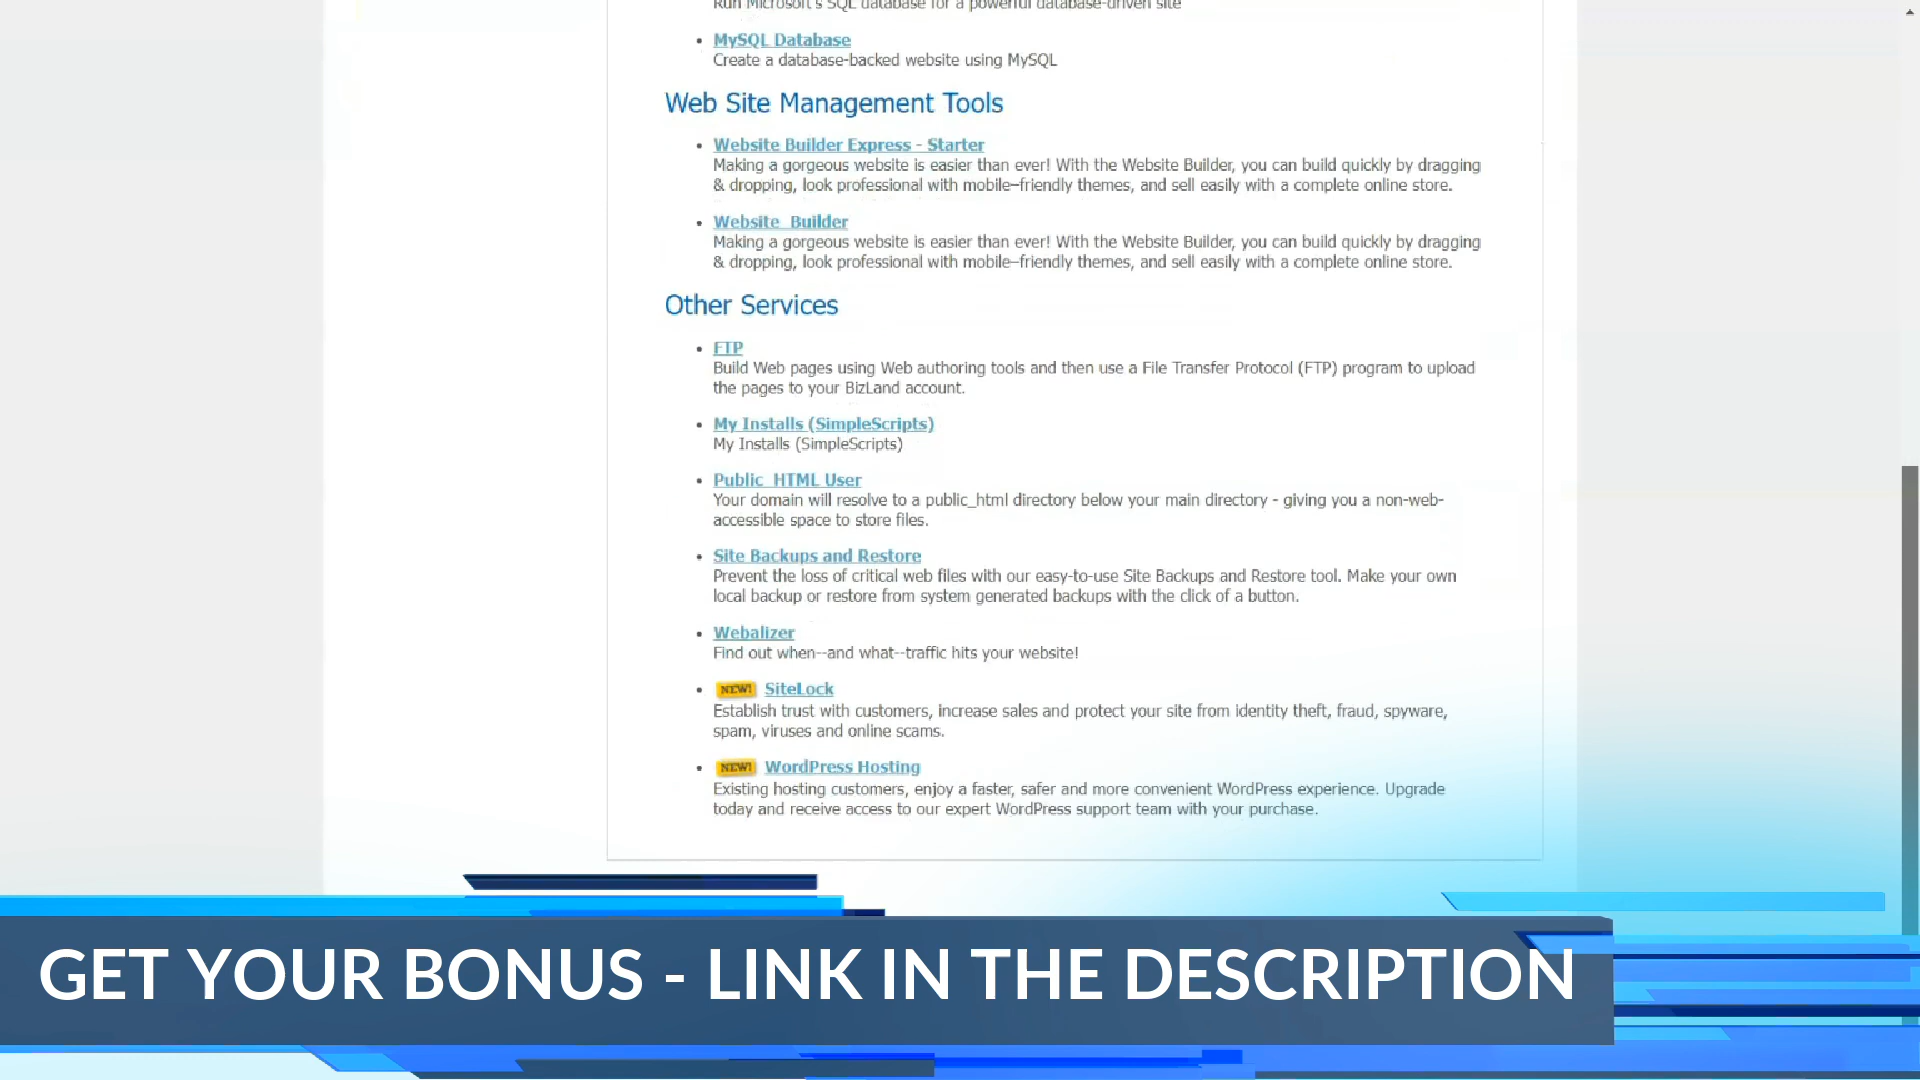 Run Microsoft's SQL database for a powerful database-driven site
MySQL Database
Create a database-backed website using MySQL
Web Site Management Tools
Website Builder Express - Starter
Making a gorgeous website is easier than ever! With the Website Builder, you can build quickly by dragging
& dropping, look professional with mobile–friendly themes, and sell easily with a complete online store.
Website Builder
Making a gorgeous website is easier than ever! With the Website Builder, you can build quickly by dragging
& dropping, look professional with mobile–friendly themes, and sell easily with a complete online store.
Other Services
FTP
Build Web pages using Web authoring tools and then use a File Transfer Protocol (FTP) program to upload
the pages to your BizLand account.
My Installs (SimpleScripts)
My Installs (SimpleScripts)
Public HTML User
Your domain will resolve to a public_html directory below your main directory - giving you a non-web-
accessible space to store files.
Site Backups and Restore
Prevent the loss of critical web files with our easy-to-use Site Backups and Restore tool. Make your own
local backup or restore from system generated backups with the click of a button.
Webalizer
Find out when--and what--traffic hits your website!
NEW! SiteLock
Establish trust with customers, increase sales and protect your site from identity theft, fraud, spyware,
spam, viruses and online scams.
NEW! WordPress Hosting
Existing hosting customers, enjoy a faster, safer and more convenient WordPress experience. Upgrade
today and receive access to our expert WordPress support team with your purchase.
GET YOUR BONUS - LINK IN THE DESCRIPTION